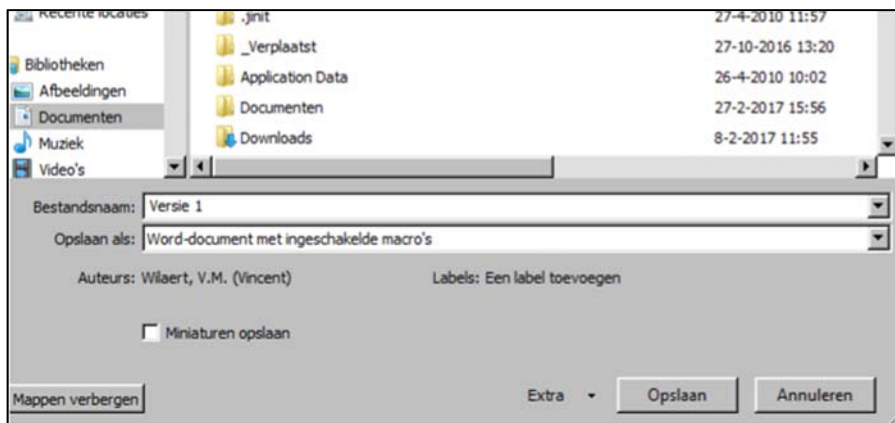 Recente locaties
Bibliotheken
Afbeeldingen
Documenten
Muziek
Video's
.jinit 27-4-2010 11:57
_Verplaatst 27-10-2016 13:20
Application Data 26-4-2010 10:02
Documenten 27-2-2017 15:56
Downloads 8-2-2017 11:55
Bestandsnaam: Versie 1
Opslaan als: Word-document met ingeschakelde macro's
Auteurs: Wilaert, V.M. (Vincent) Labels: Een label toevoegen
Miniaturen opslaan
Mappen verbergen Extra Opslaan Annuleren